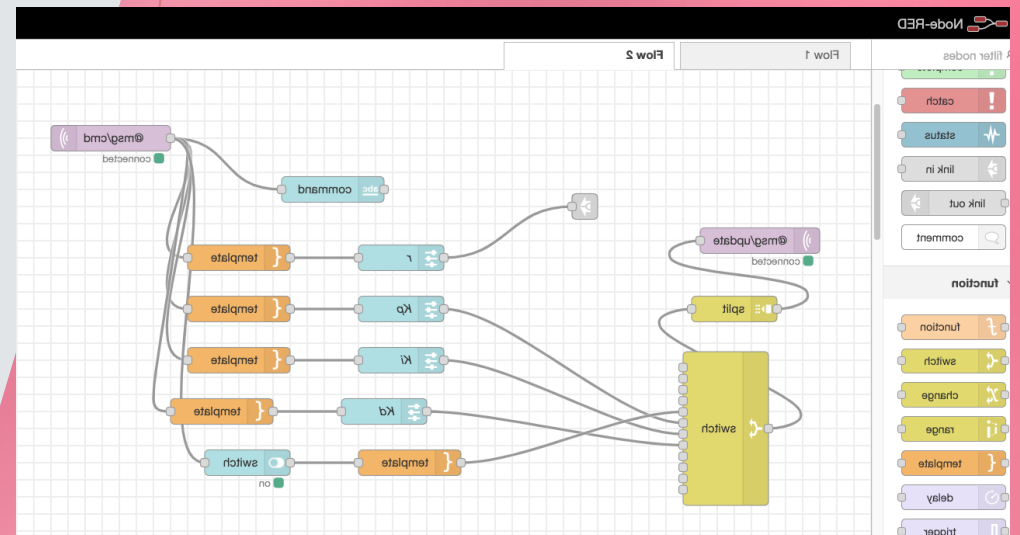 Node-RED
filter nodes
Flow 1
Flow 2
catch
status
link in
link out
comment
function
function
switch
change
range
template
delay
trigger
@msg/update
connected
split
switch
r
template
Kp
template
Ki
template
Kd
template
template
switch
on
abc command
@msg/cmd
connected